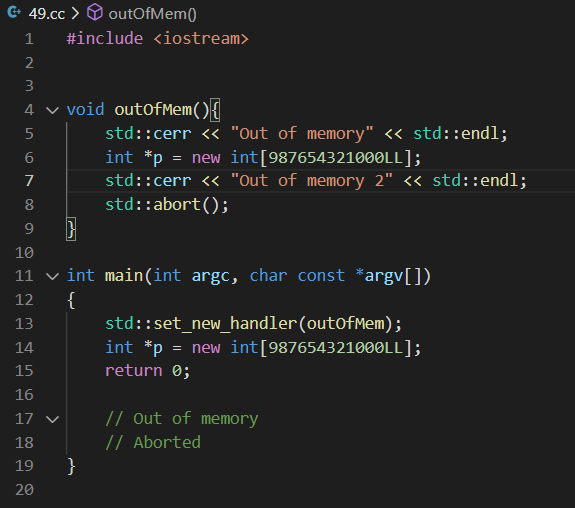 49.cc > outOfMem()
1 #include <iostream>
2
3
4 void outOfMem(){
5     std::cerr << "Out of memory" << std::endl;
6     int *p = new int[987654321000LL];
7     std::cerr << "Out of memory 2" << std::endl;
8     std::abort();
9 }
10
11 int main(int argc, char const *argv[])
12 {
13     std::set_new_handler(outOfMem);
14     int *p = new int[987654321000LL];
15     return 0;
16
17     // Out of memory
18     // Aborted
19 }
20